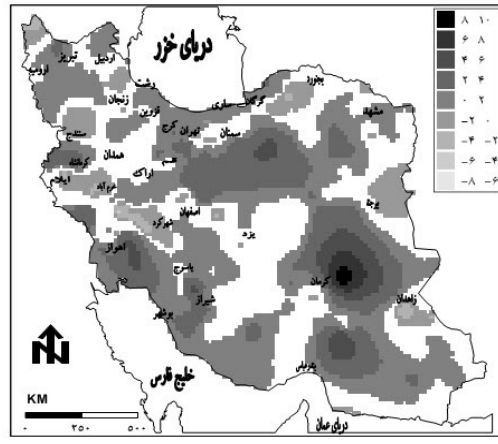 دریای خزر
اردبیل
تبریز
ارومیه
رشت
زنجان
قزوین
ساری
گرگان
بجنورد
مشهد
سنندج
همدان
کرج
تهران
سمنان
کرمانشاه
قم
اراک
ایلام
خرم آباد
بیرجند
اصفهان
شهرکرد
یزد
اهواز
یاسوج
کرمان
زاهدان
شیراز
بوشهر
بندرعباس
خلیج فارس
دریای عمان
N
KM
۰ ۲۵۰ ۵۰۰
۸ ۱۰
۶ ۸
۴ ۶
۲ ۴
۰ ۲
-۲ ۰
-۴ -۲
-۶ -۴
-۸ -۶